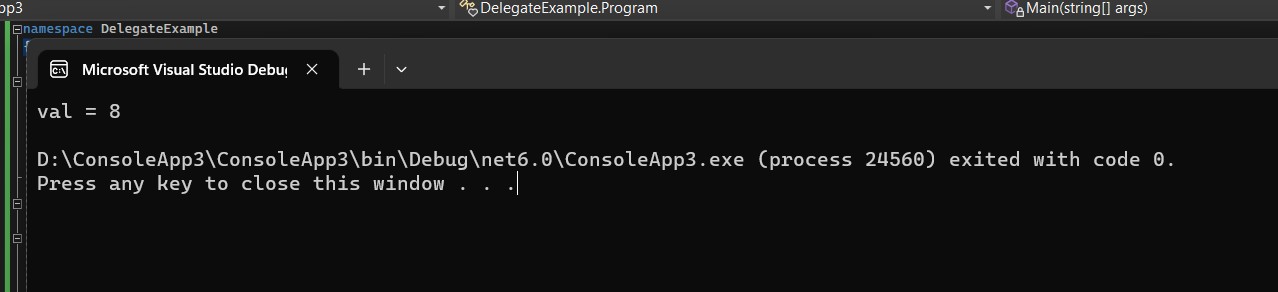 pp3 DelegateExample.Program Main(string[] args)
namespace DelegateExample
Microsoft Visual Studio Debu
val = 8
D:\ConsoleApp3\ConsoleApp3\bin\Debug\net6.0\ConsoleApp3.exe (process 24560) exited with code 0.
Press any key to close this window . . .